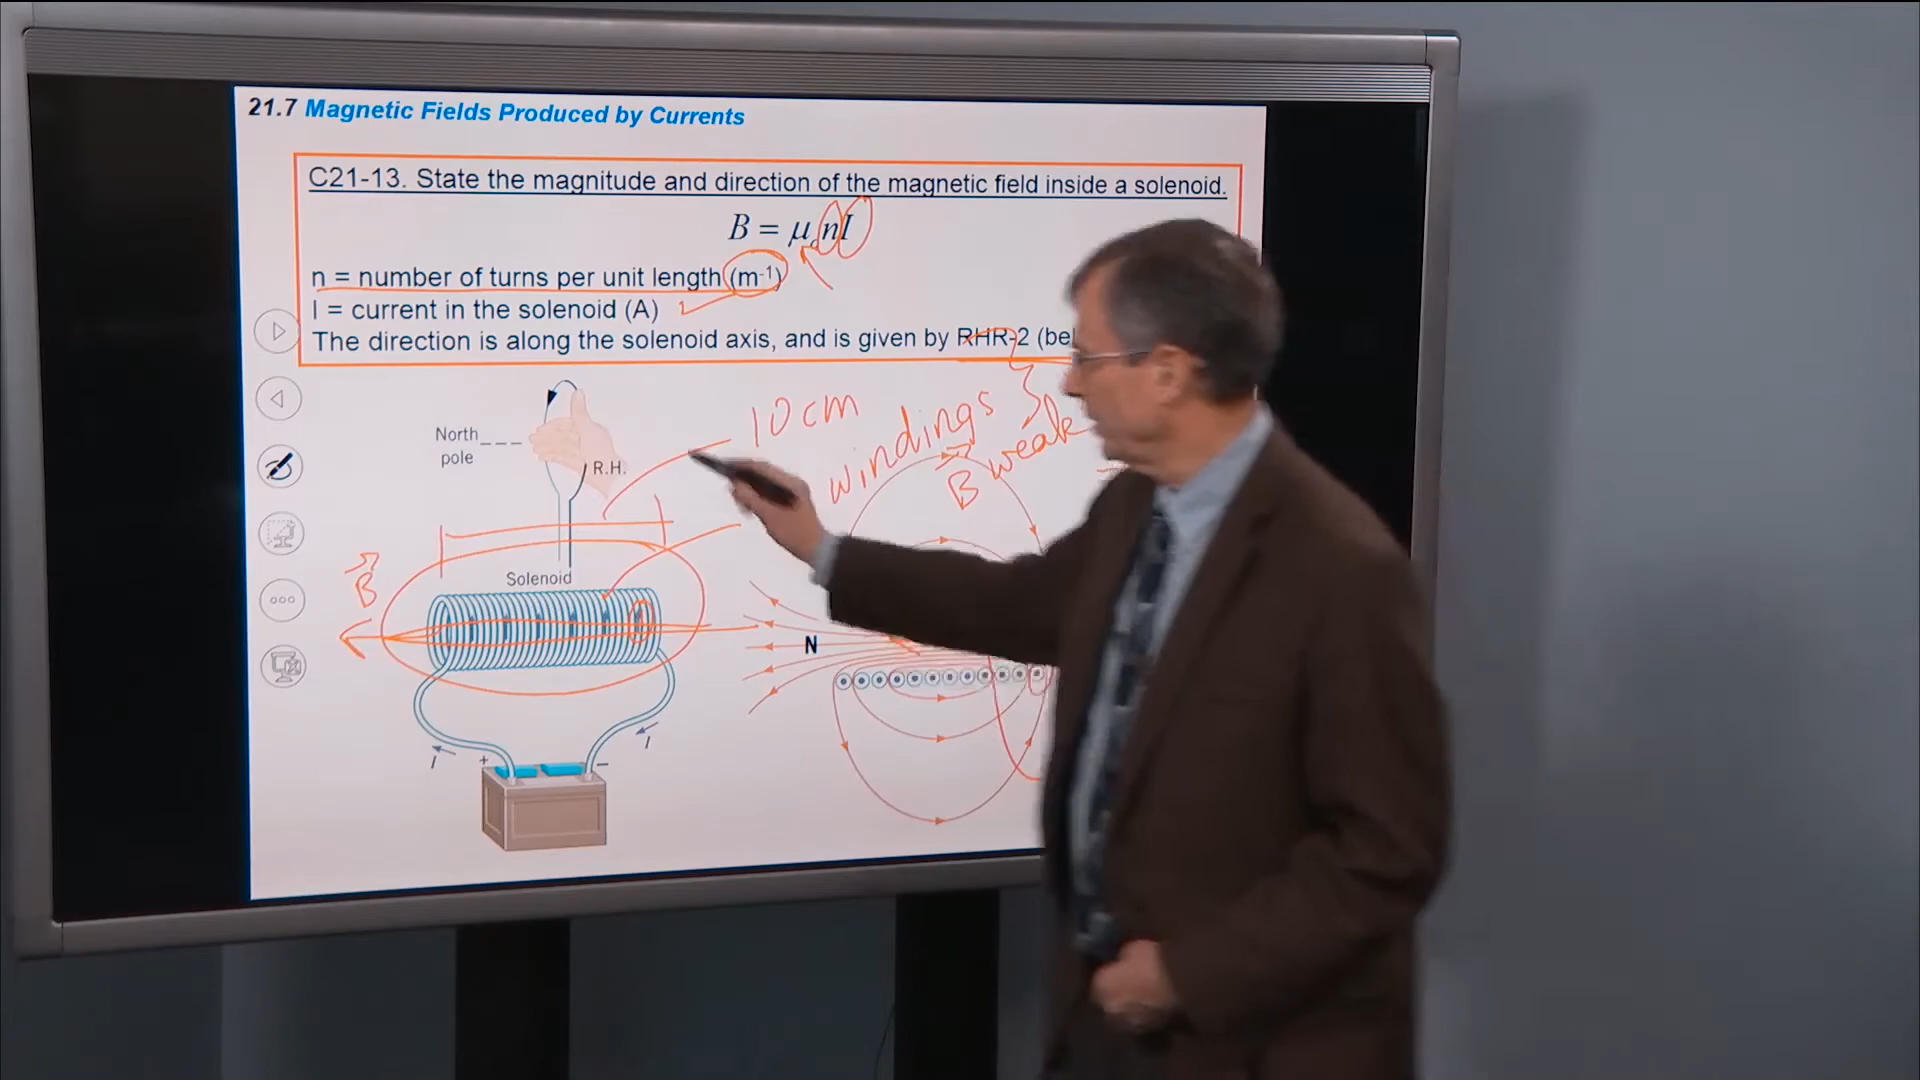 21.7 Magnetic Fields Produced by Currents
C21-13. State the magnitude and direction of the magnetic field inside a solenoid.
B = μₒnI
n = number of turns per unit length (m⁻¹)
I = current in the solenoid (A)
The direction is along the solenoid axis, and is given by RHR-2 (be
North
pole
R.H.
10cm
windings
B weak
B
Solenoid
N
I
+
−
I